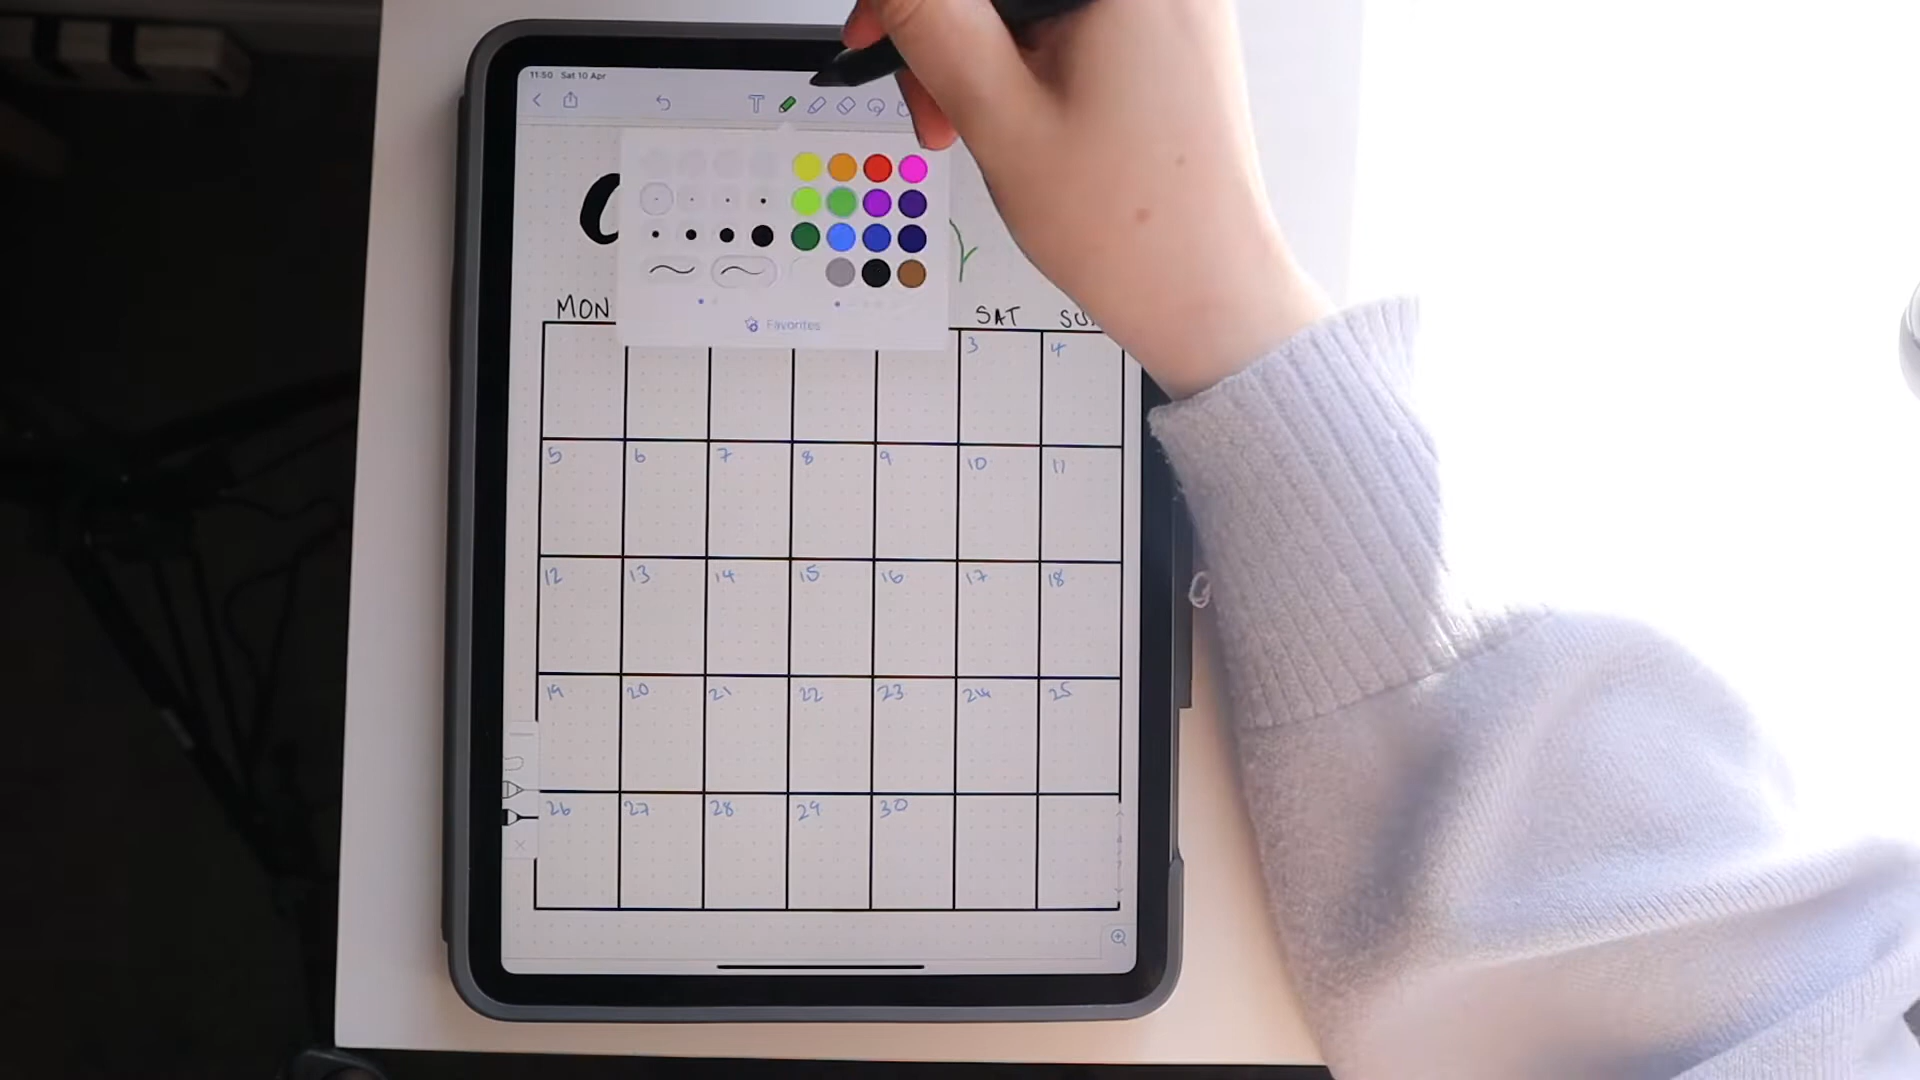 11:50 Sat 10 Apr
T
Favorites
MON SAT
3 4
5 6 7 8 9 10 11
12 13 14 15 16 17 18
19 20 21 22 23 24 25
26 27 28 29 30